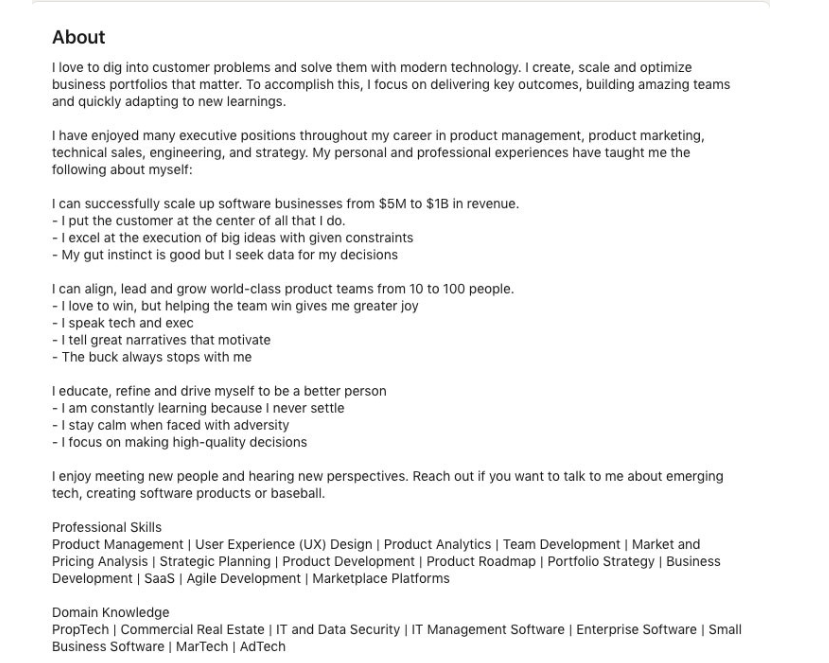 About
I love to dig into customer problems and solve them with modern technology. I create, scale and optimize
business portfolios that matter. To accomplish this, I focus on delivering key outcomes, building amazing teams
and quickly adapting to new learnings.
I have enjoyed many executive positions throughout my career in product management, product marketing,
technical sales, engineering, and strategy. My personal and professional experiences have taught me the
following about myself:
I can successfully scale up software businesses from $5M to $1B in revenue.
- I put the customer at the center of all that I do.
- I excel at the execution of big ideas with given constraints
- My gut instinct is good but I seek data for my decisions
I can align, lead and grow world-class product teams from 10 to 100 people.
- I love to win, but helping the team win gives me greater joy
- I speak tech and exec
- I tell great narratives that motivate
- The buck always stops with me
I educate, refine and drive myself to be a better person
- I am constantly learning because I never settle
- I stay calm when faced with adversity
- I focus on making high-quality decisions
I enjoy meeting new people and hearing new perspectives. Reach out if you want to talk to me about emerging
tech, creating software products or baseball.
Professional Skills
Product Management | User Experience (UX) Design | Product Analytics | Team Development | Market and
Pricing Analysis | Strategic Planning | Product Development | Product Roadmap | Portfolio Strategy | Business
Development | SaaS | Agile Development | Marketplace Platforms
Domain Knowledge
PropTech | Commercial Real Estate | IT and Data Security | IT Management Software | Enterprise Software | Small
Business Software | MarTech | AdTech